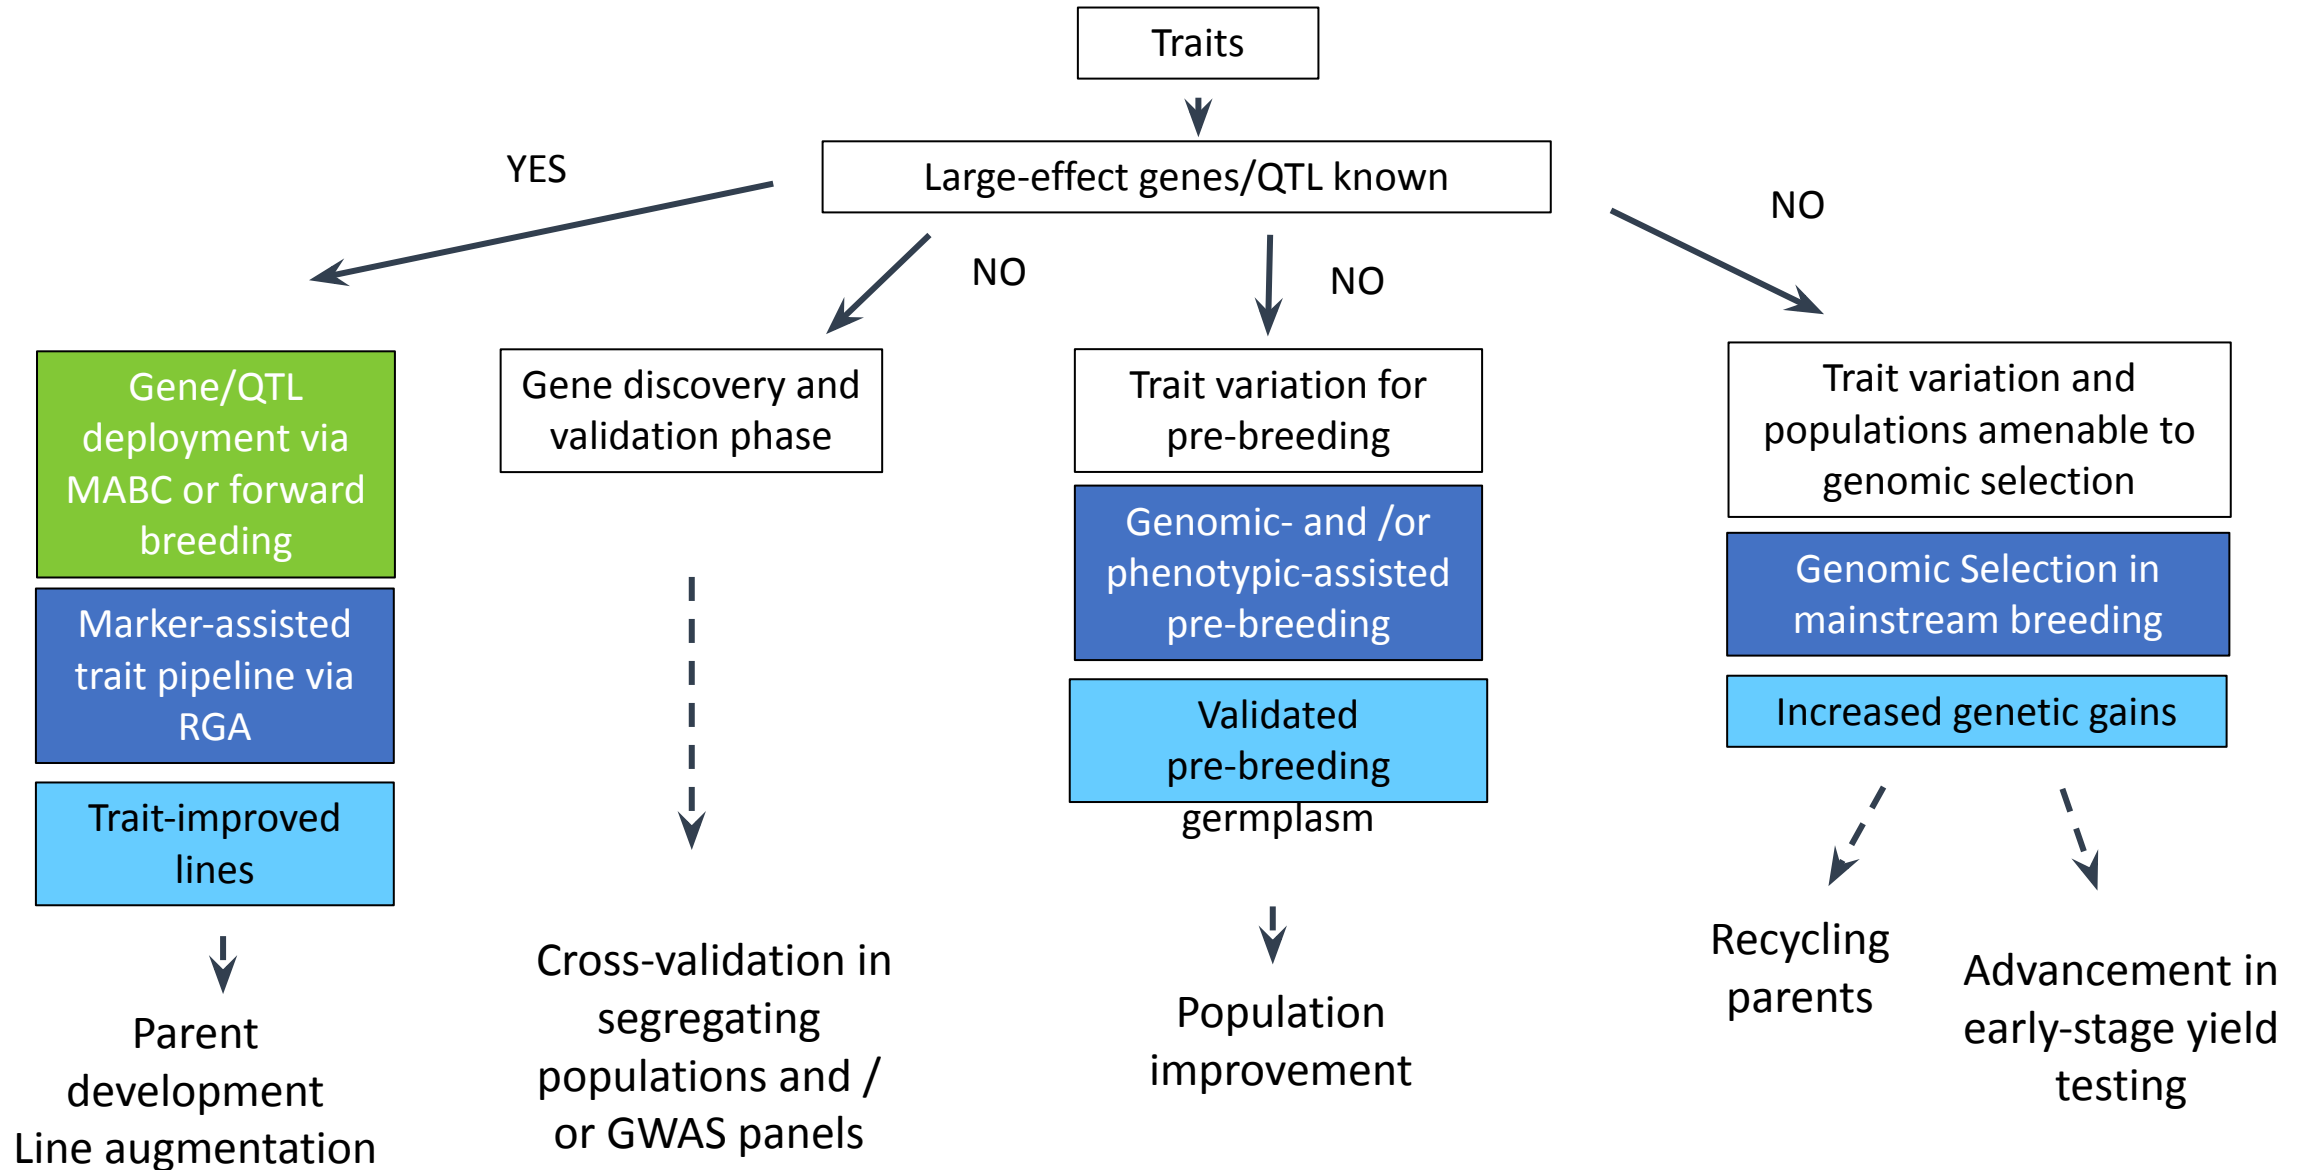 Traits
Large-effect genes/QTL known
YES
NO
NO
NO
Gene/QTL
deployment via
MABC or forward
breeding
Marker-assisted
trait pipeline via
RGA
Trait-improved
lines
Parent
development
Line augmentation
Gene discovery and
validation phase
Cross-validation in
segregating
populations and /
or GWAS panels
Trait variation for
pre-breeding
Genomic- and /or
phenotypic-assisted
pre-breeding
Validated
pre-breeding
germplasm
Population
improvement
Trait variation and
populations amenable to
genomic selection
Genomic Selection in
mainstream breeding
Increased genetic gains
Recycling
parents
Advancement in
early-stage yield
testing